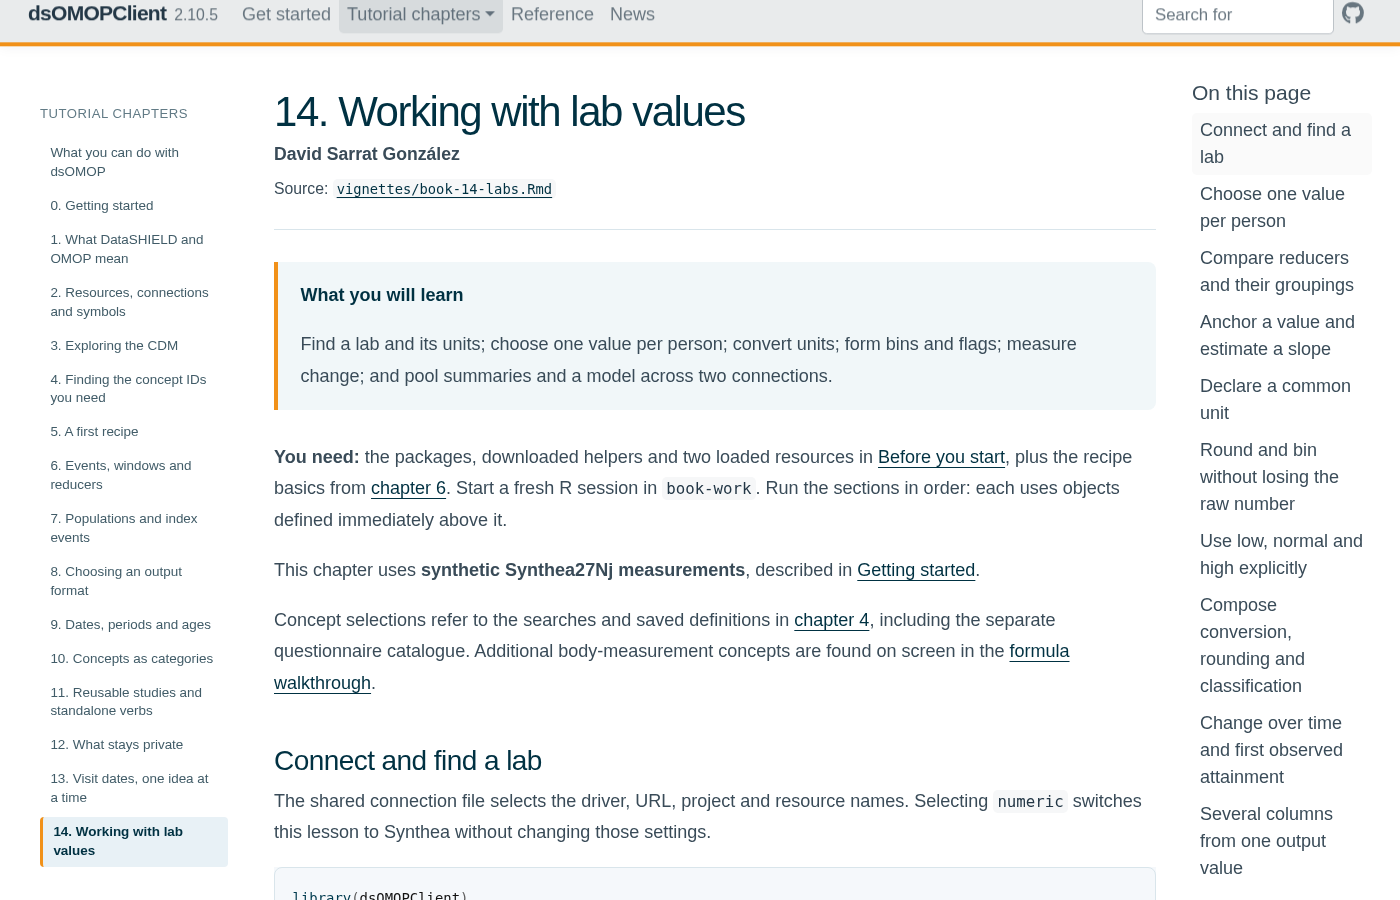 dsOMOPClient 2.10.5 Get started Tutorial chapters Reference News Search for
TUTORIAL CHAPTERS
What you can do with
dsOMOP
0. Getting started
1. What DataSHIELD and
OMOP mean
2. Resources, connections
and symbols
3. Exploring the CDM
4. Finding the concept IDs
you need
5. A first recipe
6. Events, windows and
reducers
7. Populations and index
events
8. Choosing an output
format
9. Dates, periods and ages
10. Concepts as categories
11. Reusable studies and
standalone verbs
12. What stays private
13. Visit dates, one idea at
a time
14. Working with lab
values
14. Working with lab values
David Sarrat González
Source: vignettes/book-14-labs.Rmd
What you will learn
Find a lab and its units; choose one value per person; convert units; form bins and flags; measure
change; and pool summaries and a model across two connections.
You need: the packages, downloaded helpers and two loaded resources in Before you start, plus the recipe
basics from chapter 6. Start a fresh R session in book-work. Run the sections in order: each uses objects
defined immediately above it.
This chapter uses synthetic Synthea27Nj measurements, described in Getting started.
Concept selections refer to the searches and saved definitions in chapter 4, including the separate
questionnaire catalogue. Additional body-measurement concepts are found on screen in the formula
walkthrough.
Connect and find a lab
The shared connection file selects the driver, URL, project and resource names. Selecting numeric switches
this lesson to Synthea without changing those settings.
library(dsOMOPClient)
On this page
Connect and find a
lab
Choose one value
per person
Compare reducers
and their groupings
Anchor a value and
estimate a slope
Declare a common
unit
Round and bin
without losing the
raw number
Use low, normal and
high explicitly
Compose
conversion,
rounding and
classification
Change over time
and first observed
attainment
Several columns
from one output
value